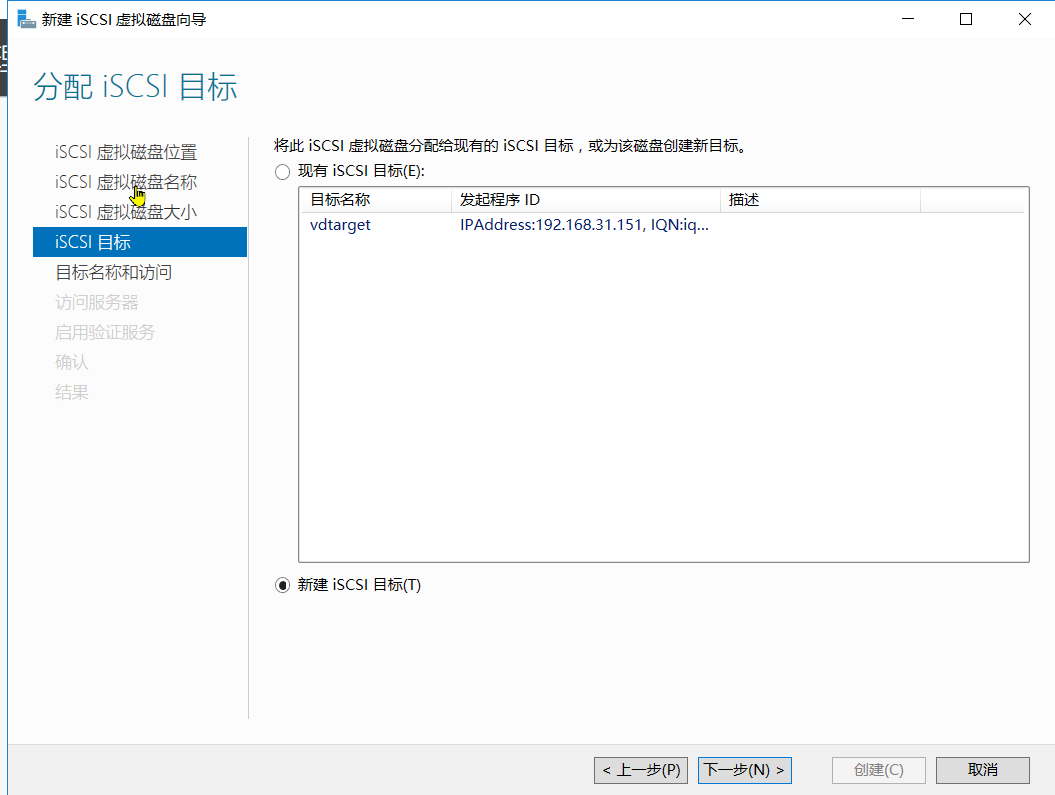 新建 iSCSI 虚拟磁盘向导
分配 iSCSI 目标
iSCSI 虚拟磁盘位置
iSCSI 虚拟磁盘名称
iSCSI 虚拟磁盘大小
iSCSI 目标
目标名称和访问
访问服务器
启用验证服务
确认
结果
将此 iSCSI 虚拟磁盘分配给现有的 iSCSI 目标，或为该磁盘创建新目标。
现有 iSCSI 目标(E):
目标名称 发起程序 ID 描述
vdtarget IPAddress:192.168.31.151, IQN:iq...
新建 iSCSI 目标(T)
< 上一步(P) 下一步(N) > 创建(C) 取消